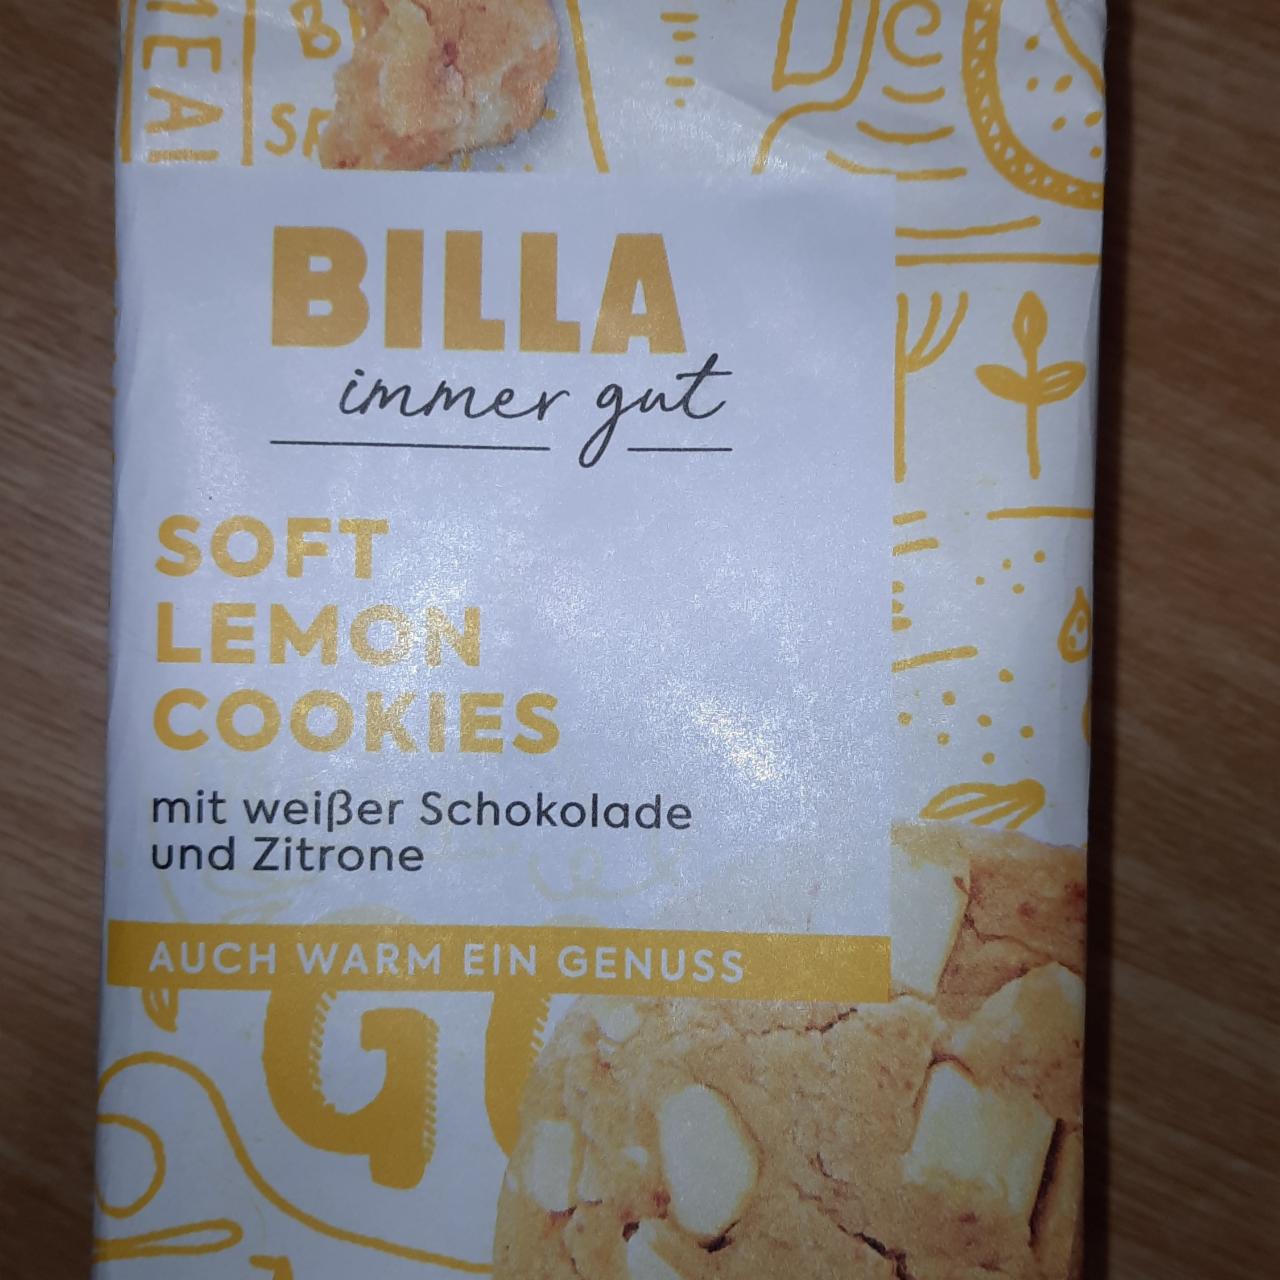 BILLA
immer gut
SOFT
LEMON
COOKIES
mit weißer Schokolade
und Zitrone
AUCH WARM EIN GENUSS